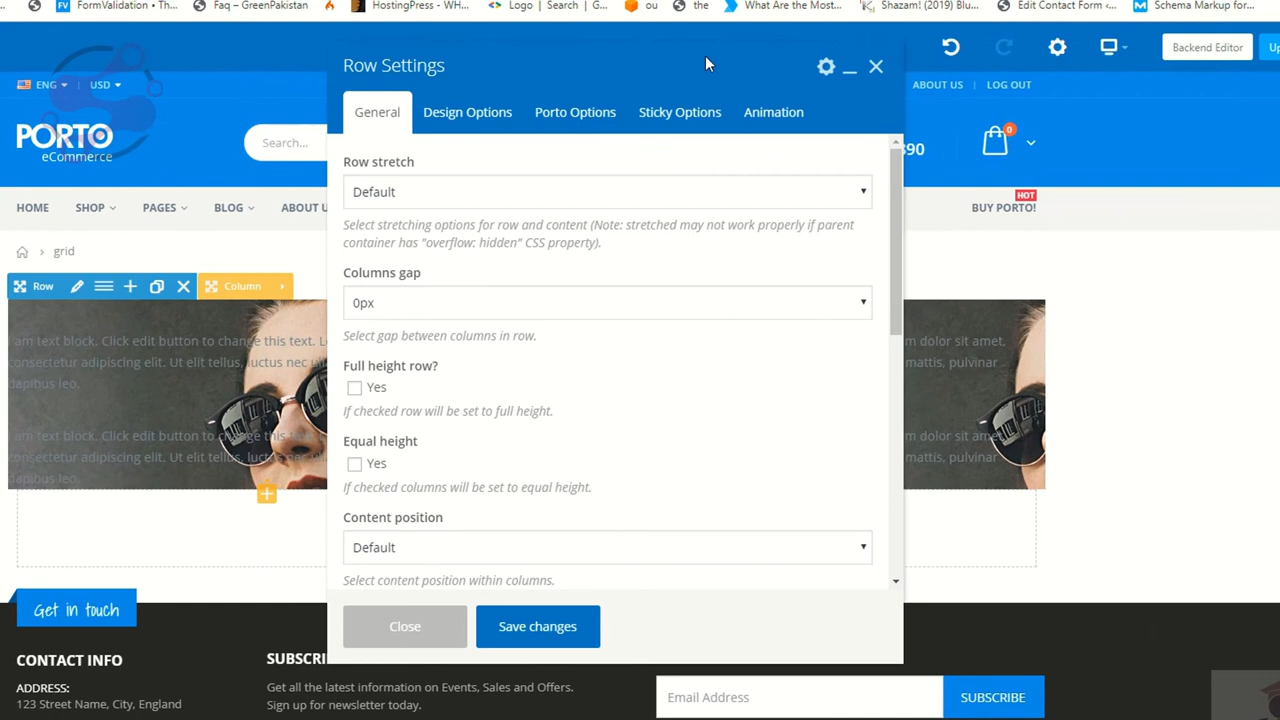 FormValidation • Th...
Faq – GreenPakistan
HostingPress - WH...
Logo | Search | G...
ou
the
What Are the Most...
Shazam! (2019) Blu...
Edit Contact Form ‹...
Schema Markup for...
Backend Editor
ENG
USD
ABOUT US
LOG OUT
PORTO
eCommerce
Search...
390
0
HOME
SHOP
PAGES
BLOG
ABOUT U
HOT
BUY PORTO!
grid
Row
Column
Row Settings
General
Design Options
Porto Options
Sticky Options
Animation
Row stretch
Default
Select stretching options for row and content (Note: stretched may not work properly if parent
container has "overflow: hidden" CSS property).
Columns gap
0px
Select gap between columns in row.
Full height row?
Yes
If checked row will be set to full height.
Equal height
Yes
If checked columns will be set to equal height.
Content position
Default
Select content position within columns.
Close
Save changes
I am text block. Click edit button to change this text. L
consectetur adipiscing elit. Ut elit tellus, luctus nec ull
dapibus leo.
I am text block. Click edit button to change this text.
consectetur adipiscing elit. Ut elit tellus, luctus nec ull
dapibus leo.
m dolor sit amet,
mattis, pulvinar
m dolor sit amet,
mattis, pulvinar
Get in touch
CONTACT INFO
ADDRESS:
123 Street Name, City, England
SUBSCRI
Get all the latest information on Events, Sales and Offers.
Sign up for newsletter today.
Email Address
SUBSCRIBE